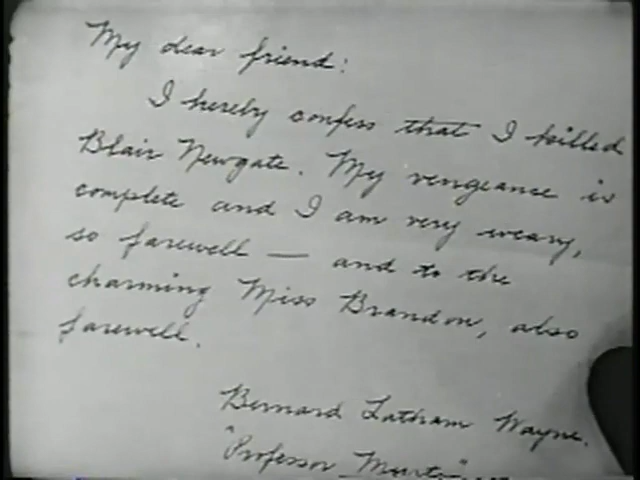 My dear friend:
I hereby confess that I killed
Blair Newgate. My vengeance is
complete and I am very weary,
so farewell — and to the
charming Miss Brandon, also
farewell.
Bernard Latham Wayne.
"Professor